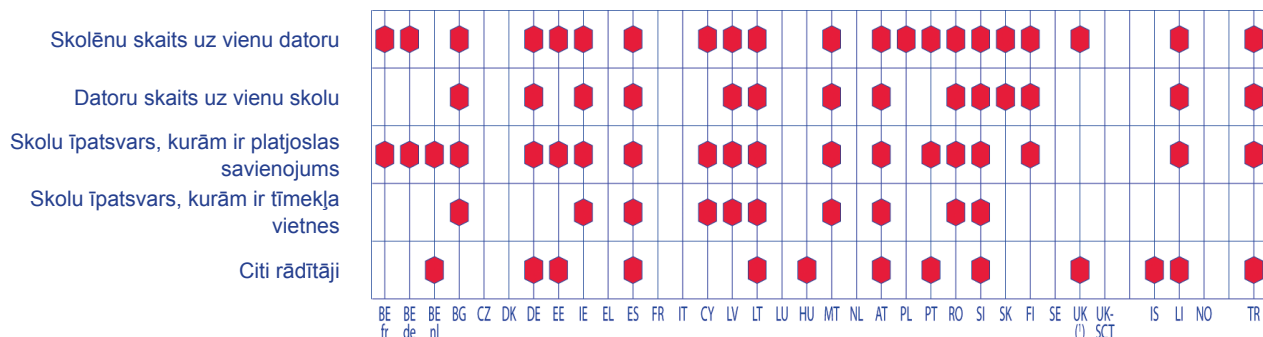 Skolēnu skaits uz vienu datoru
Datoru skaits uz vienu skolu
Skolu īpatsvars, kurām ir platjoslas
savienojums
Skolu īpatsvars, kurām ir tīmekļa
vietnes
Citi rādītāji
BE BE BE BG CZ DK DE EE IE EL ES FR IT CY LV LT LU HU MT NL AT PL PT RO SI SK FI SE UK UK- IS LI NO TR
fr de nl (¹) SCT